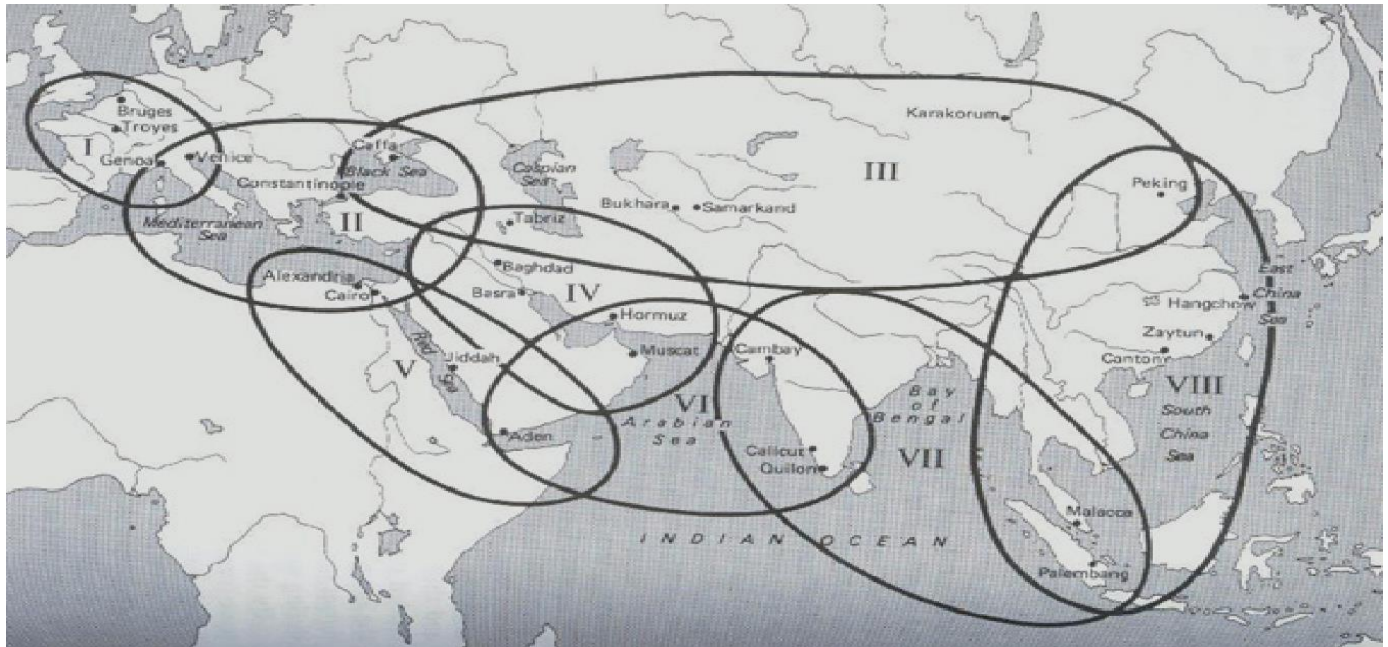 Bruges
Troyes
I
Genoa
Venice
Caffa
Black Sea
Constantinople
II
Mediterranean
Sea
Caspian
Sea
Karakorum
III
Bukhara
Samarkand
Peking
Tabriz
Baghdad
Basra
IV
Hormuz
Muscat
Alexandria
Cairo
Red
Sea
Jiddah
V
Aden
VI
Arabian
Sea
Cambay
Calicut
Quilon
Bay
of
Bengal
VII
East
China
Sea
Hangchow
Zaytun
Canton
VIII
South
China
Sea
Malacca
Palembang
INDIAN OCEAN